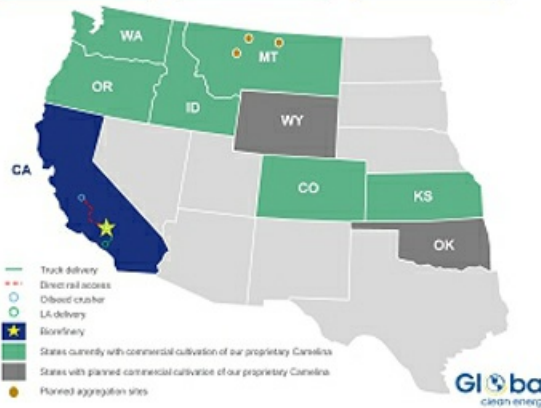 WA
MT
OR
ID
WY
CA
CO
KS
OK
Truck delivery
Direct rail access
Oilseed crusher
LA delivery
Biorefinery
States currently with commercial cultivation of our proprietary Camelina
States with planned commercial cultivation of our proprietary Camelina
Planned aggregation sites
Globa
clean energ